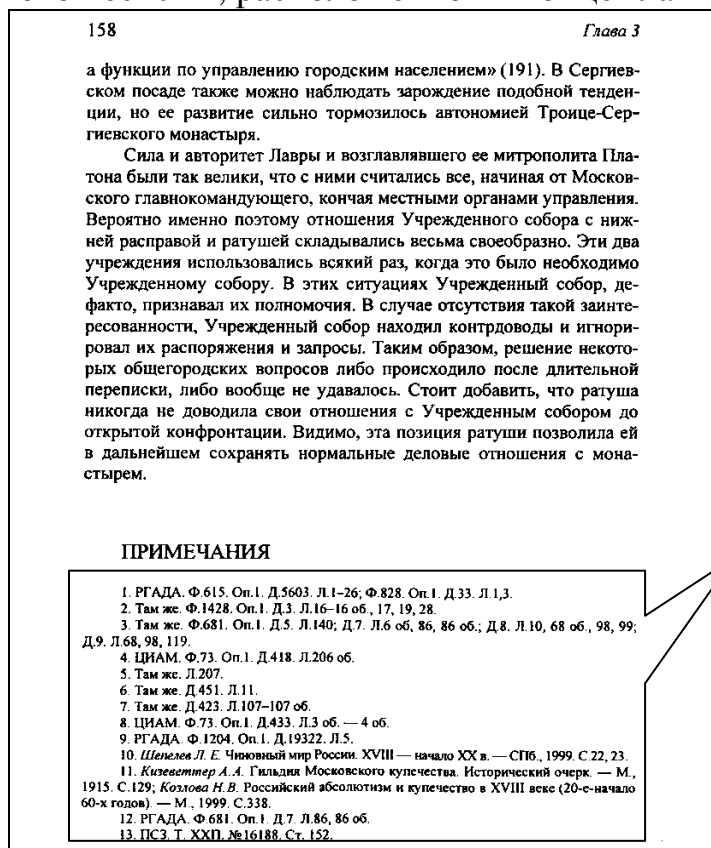 158 Глава 3
а функции по управлению городским населением» (191). В Сергиев-
ском посаде также можно наблюдать зарождение подобной тенден-
ции, но ее развитие сильно тормозилось автономией Троице-Сер-
гиевского монастыря.
Сила и авторитет Лавры и возглавлявшего ее митрополита Пла-
тона были так велики, что с ними считались все, начиная от Москов-
ского главнокомандующего, кончая местными органами управления.
Вероятно именно поэтому отношения Учрежденного собора с ниж-
ней расправой и ратушей складывались весьма своеобразно. Эти два
учреждения использовались всякий раз, когда это было необходимо
Учрежденному собору. В этих ситуациях Учрежденный собор, де-
факто, признавал их полномочия. В случае отсутствия такой заинте-
ресованности, Учрежденный собор находил контрдоводы и игнори-
ровал их распоряжения и запросы. Таким образом, решение некото-
рых общегородских вопросов либо происходило после длительной
переписки, либо вообще не удавалось. Стоит добавить, что ратуша
никогда не доводила свои отношения с Учрежденным собором до
открытой конфронтации. Видимо, эта позиция ратуши позволила ей
в дальнейшем сохранять нормальные деловые отношения с мона-
стырем.
ПРИМЕЧАНИЯ
1. РГАДА. Ф.615. Оп.1. Д.5603. Л.1–26; Ф.828. Оп.1. Д.33. Л.1,3.
2. Там же. Ф.1428. Оп.1. Д.3. Л.16–16 об., 17, 19, 28.
3. Там же. Ф.681. Оп.1. Д.5. Л.140; Д.7. Л.6 об, 86, 86 об.; Д.8. Л.10, 68 об., 98, 99;
Д.9. Л.68, 98, 119.
4. ЦИАМ. Ф.73. Оп.1. Д.418. Л.206 об.
5. Там же. Л.207.
6. Там же. Д.451. Л.11.
7. Там же. Д.423. Л.107–107 об.
8. ЦИАМ. Ф.73. Оп.1. Д.433. Л.3 об. — 4 об.
9. РГАДА. Ф.1204. Оп.1. Д.19322. Л.5.
10. Шепелев Л. Е. Чиновный мир России. XVIII — начало XX в. — СПб., 1999. С.22, 23.
11. Кизеветтер А.А. Гильдия Московского купечества. Исторический очерк. — М.,
1915. С.129; Козлова Н.В. Российский абсолютизм и купечество в XVIII веке (20-е-начало
60-х годов). — М., 1999. С.338.
12. РГАДА. Ф.681. Оп.1. Д.7. Л.86, 86 об.
13. ПСЗ. Т. XXП. №16188. Ст. 152.